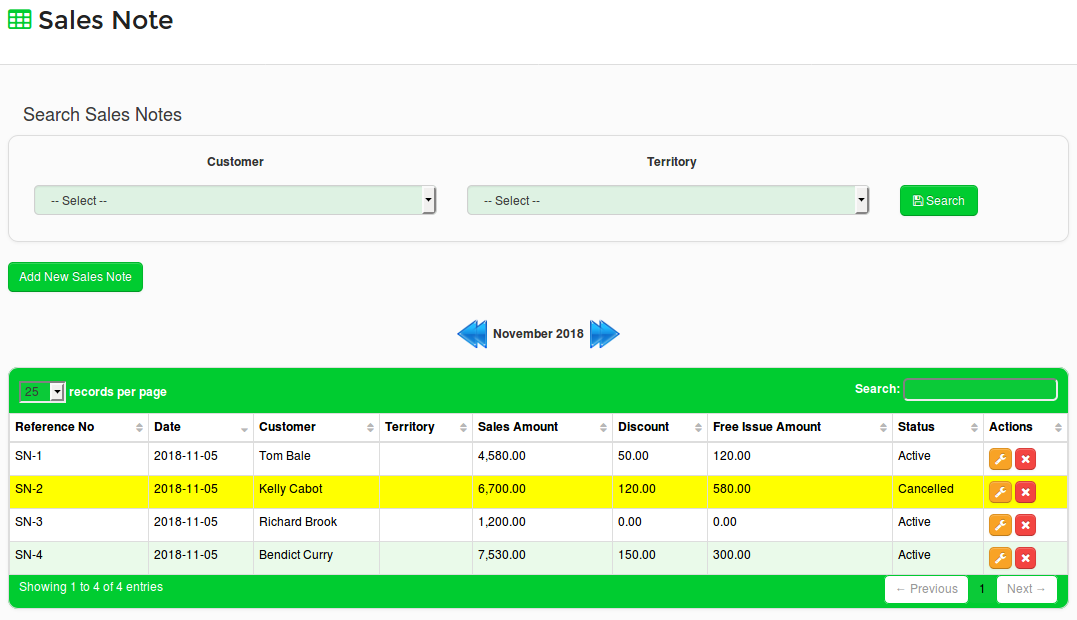 Sales Note
Search Sales Notes
Customer Territory
-- Select -- -- Select -- Search
Add New Sales Note
November 2018
25 records per page Search:
Reference No Date Customer Territory Sales Amount Discount Free Issue Amount Status Actions
SN-1 2018-11-05 Tom Bale 4,580.00 50.00 120.00 Active
SN-2 2018-11-05 Kelly Cabot 6,700.00 120.00 580.00 Cancelled
SN-3 2018-11-05 Richard Brook 1,200.00 0.00 0.00 Active
SN-4 2018-11-05 Bendict Curry 7,530.00 150.00 300.00 Active
Showing 1 to 4 of 4 entries ← Previous 1 Next →